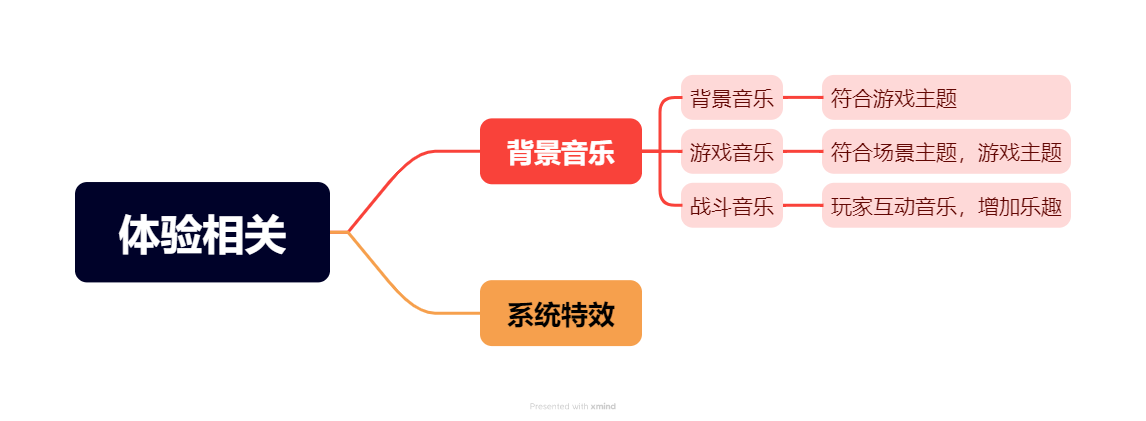 体验相关
背景音乐
背景音乐
符合游戏主题
游戏音乐
符合场景主题，游戏主题
战斗音乐
玩家互动音乐，增加乐趣
系统特效
Presented with xmind